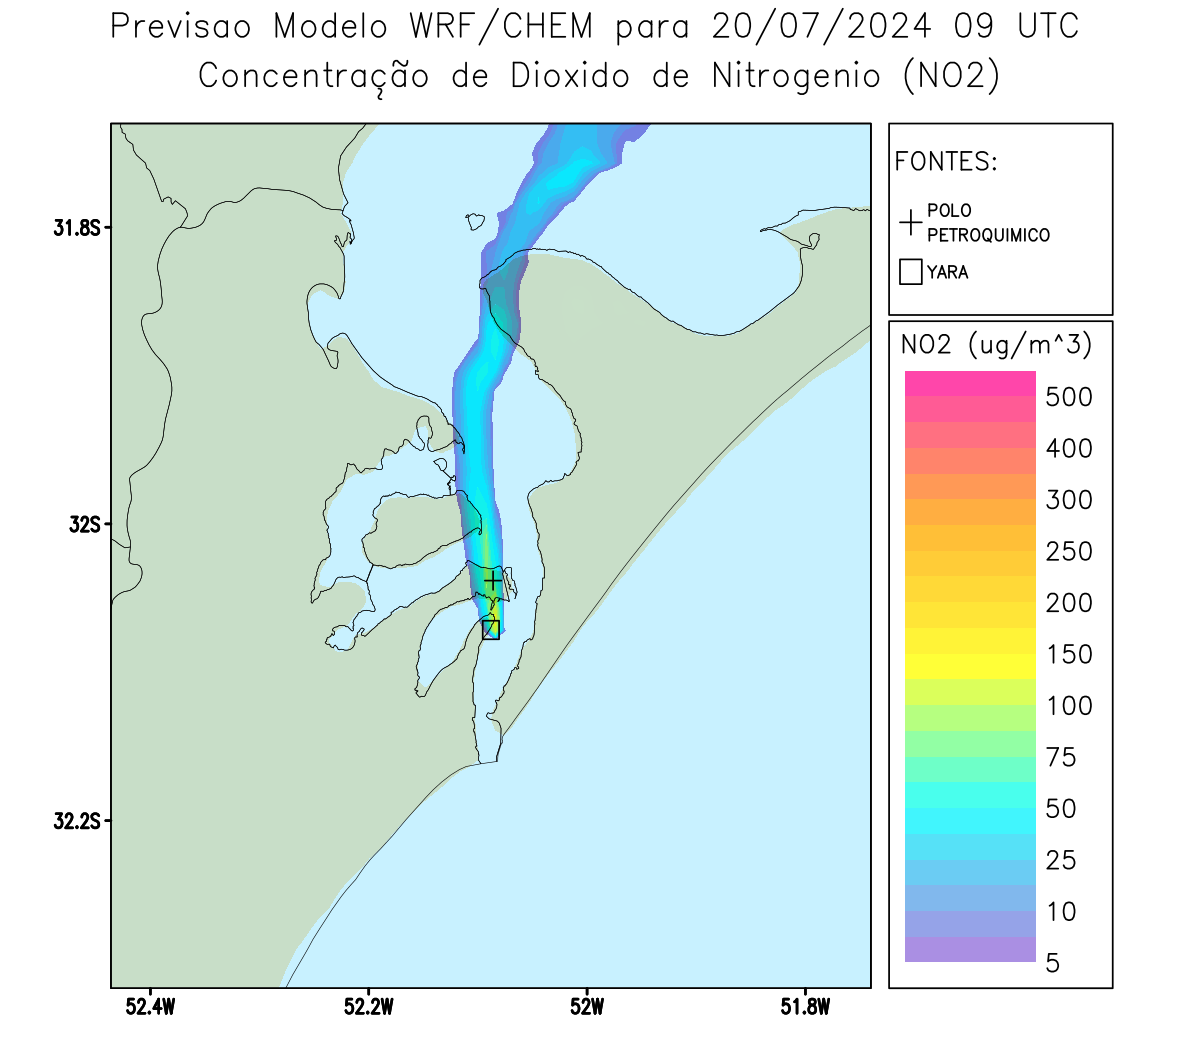 Previsao Modelo WRF/CHEM para 20/07/2024 09 UTC
Concentração de Dioxido de Nitrogenio (NO2)
FONTES:
POLO
PETROQUIMICO
YARA
31.8S
32S
32.2S
52.4W
52.2W
52W
51.8W
NO2 (ug/m^3)
500
400
300
250
200
150
100
75
50
25
10
5